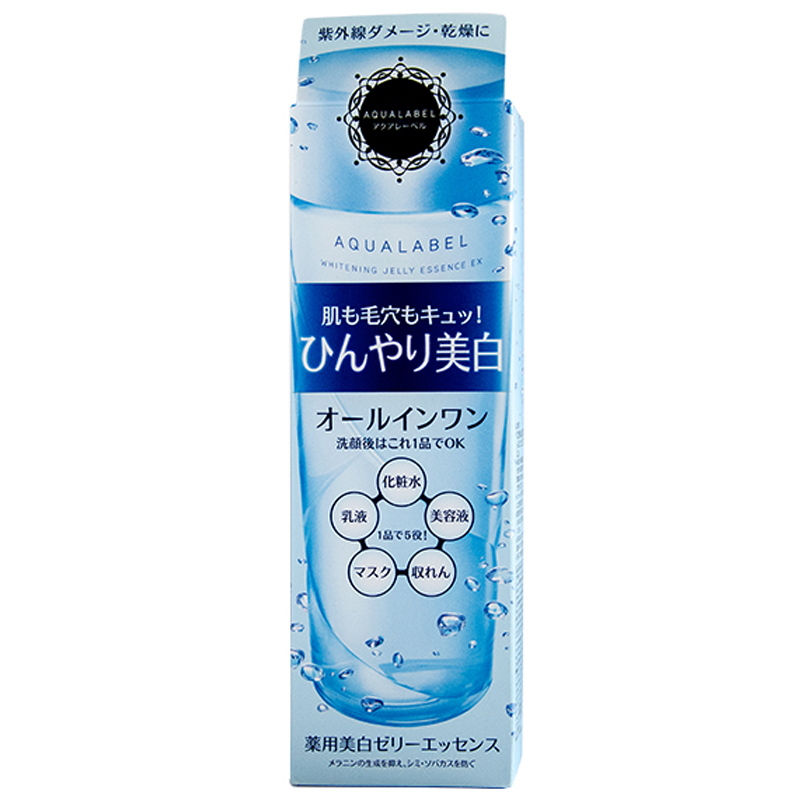 紫外線ダメージ・乾燥に
AQUALABEL
アクアレーベル
AQUALABEL
WHITENING JELLY ESSENCE EX
肌も毛穴もキュッ!
ひんやり美白
オールインワン
洗顔後はこれ1品でOK
化粧水
乳液
美容液
1品で5役!
マスク
収れん
薬用美白ゼリーエッセンス
メラニンの生成を抑え、シミ・ソバカスを防ぐ